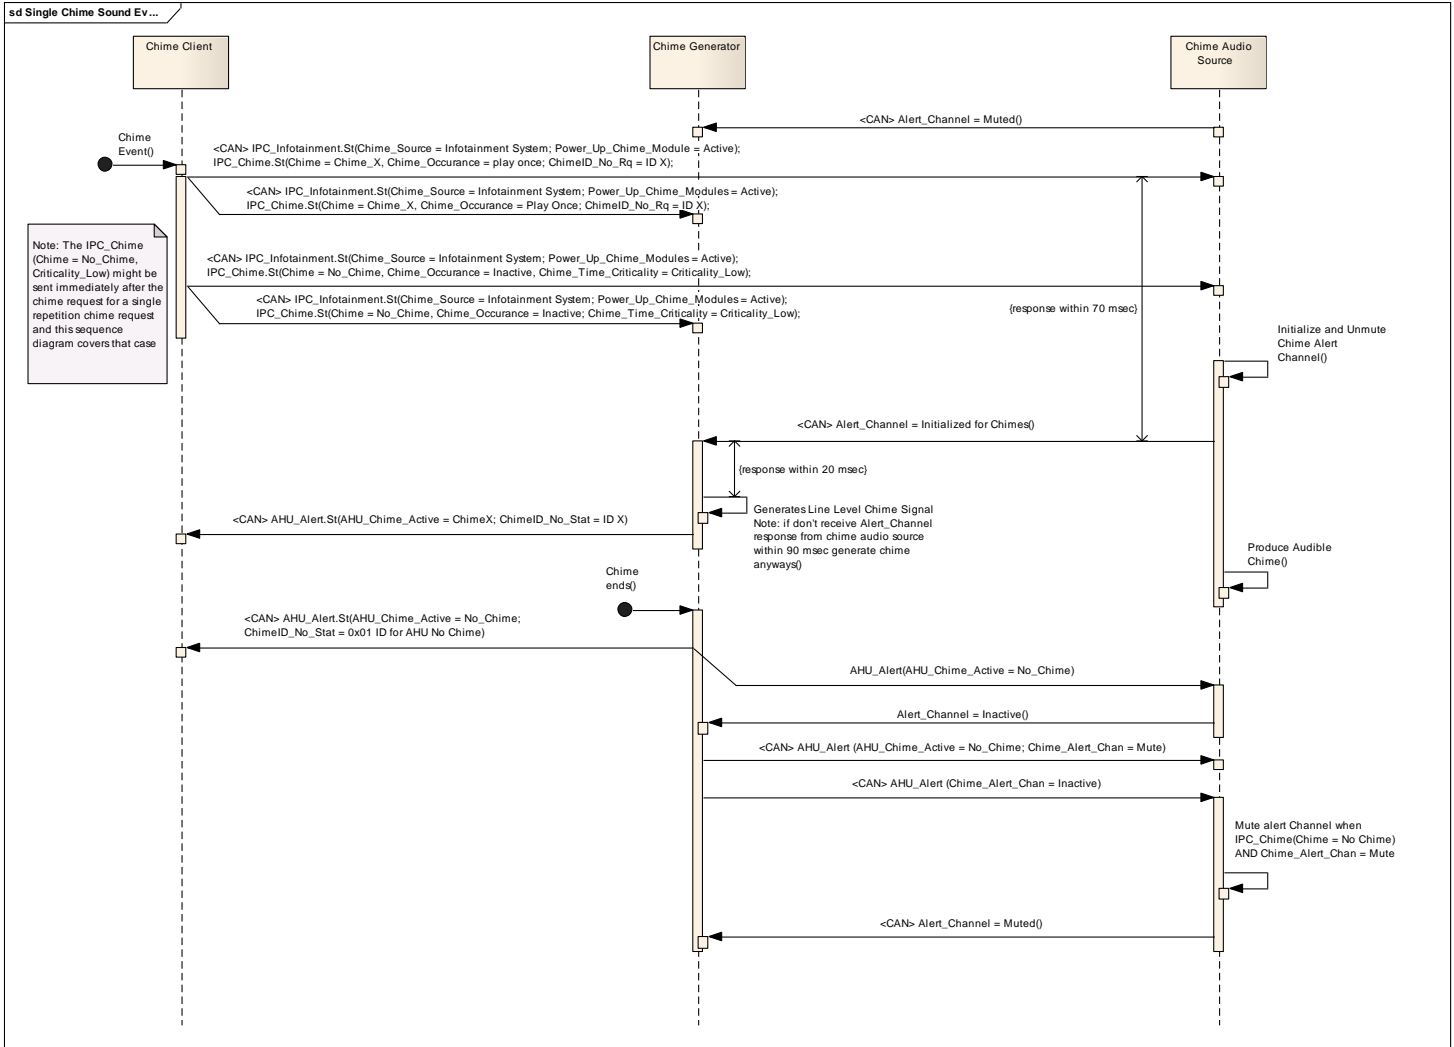 sd Single Chime Sound Ev...
Chime Client
Chime Generator
Chime Audio
Source
<CAN> Alert_Channel = Muted()
Chime
Event()
<CAN> IPC_Infotainment.St(Chime_Source = Infotainment System; Power_Up_Chime_Module = Active);
IPC_Chime.St(Chime = Chime_X, Chime_Occurance = play once; ChimeID_No_Rq = ID X);
<CAN> IPC_Infotainment.St(Chime_Source = Infotainment System; Power_Up_Chime_Modules = Active);
IPC_Chime.St(Chime = Chime_X, Chime_Occurance = Play Once; ChimeID_No_Rq = ID X);
Note: The IPC_Chime
(Chime = No_Chime,
Criticality_Low) might be
sent immediately after the
chime request for a single
repetition chime request
and this sequence
diagram covers that case
<CAN> IPC_Infotainment.St(Chime_Source = Infotainment System; Power_Up_Chime_Modules = Active);
IPC_Chime.St(Chime = No_Chime, Chime_Occurance = Inactive, Chime_Time_Criticality = Criticality_Low);
<CAN> IPC_Infotainment.St(Chime_Source = Infotainment System; Power_Up_Chime_Modules = Active);
IPC_Chime.St(Chime = No_Chime, Chime_Occurance = Inactive; Chime_Time_Criticality = Criticality_Low);
{response within 70 msec}
Initialize and Unmute
Chime Alert
Channel()
<CAN> Alert_Channel = Initialized for Chimes()
{response within 20 msec}
Generates Line Level Chime Signal
Note: if don't receive Alert_Channel
response from chime audio source
within 90 msec generate chime
anyways()
<CAN> AHU_Alert.St(AHU_Chime_Active = ChimeX; ChimeID_No_Stat = ID X)
Produce Audible
Chime()
Chime
ends()
<CAN> AHU_Alert.St(AHU_Chime_Active = No_Chime;
ChimeID_No_Stat = 0x01 ID for AHU No Chime)
AHU_Alert(AHU_Chime_Active = No_Chime)
Alert_Channel = Inactive()
<CAN> AHU_Alert (AHU_Chime_Active = No_Chime; Chime_Alert_Chan = Mute)
<CAN> AHU_Alert (Chime_Alert_Chan = Inactive)
Mute alert Channel when
IPC_Chime(Chime = No Chime)
AND Chime_Alert_Chan = Mute
<CAN> Alert_Channel = Muted()